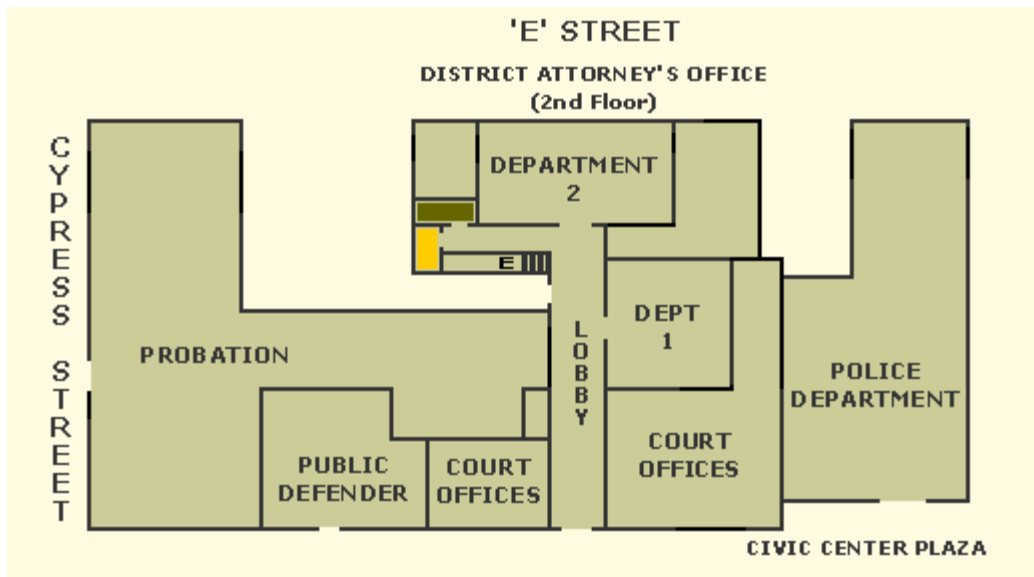 'E' STREET
DISTRICT ATTORNEY'S OFFICE
(2nd Floor)
CYPRESS STREET
DEPARTMENT
2
E
DEPT
1
LOBBY
PROBATION
POLICE
DEPARTMENT
PUBLIC
DEFENDER
COURT
OFFICES
COURT
OFFICES
CIVIC CENTER PLAZA